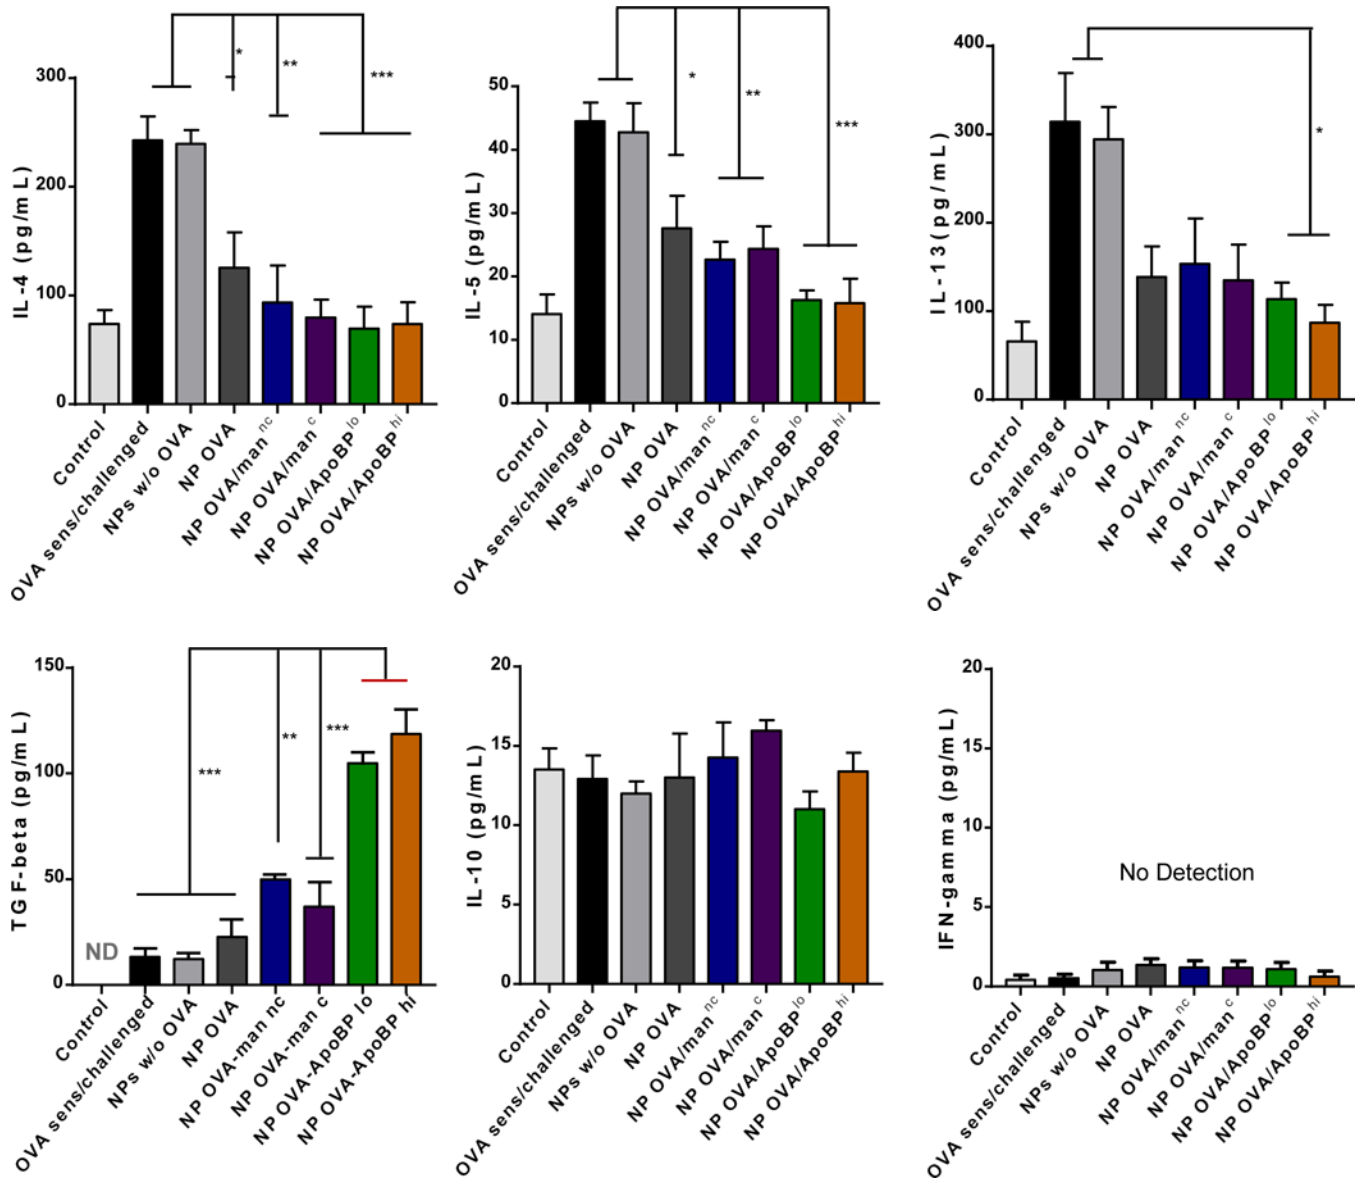 IL-4 (pg/mL)
300
200
100
0
*
**
***
Control
OVA sens/challenged
NPs w/o OVA
NP OVA
NP OVA/man nc
NP OVA/man c
NP OVA/ApoBP lo
NP OVA/ApoBP hi
IL-5 (pg/mL)
50
40
30
20
10
0
*
**
***
Control
OVA sens/challenged
NPs w/o OVA
NP OVA
NP OVA/man nc
NP OVA/man c
NP OVA/ApoBP lo
NP OVA/ApoBP hi
IL-13 (pg/mL)
400
300
200
100
0
*
Control
OVA sens/challenged
NPs w/o OVA
NP OVA
NP OVA/man nc
NP OVA/man c
NP OVA/ApoBP lo
NP OVA/ApoBP hi
TGF-beta (pg/mL)
150
100
50
0
ND
***
**
***
Control
OVA sens/challenged
NPs w/o OVA
NP OVA
NP OVA-man nc
NP OVA-man c
NP OVA-ApoBP lo
NP OVA-ApoBP hi
IL-10 (pg/mL)
20
15
10
5
0
Control
OVA sens/challenged
NPs w/o OVA
NP OVA
NP OVA/man nc
NP OVA/man c
NP OVA/ApoBP lo
NP OVA/ApoBP hi
IFN-gamma (pg/mL)
20
15
10
5
0
No Detection
Control
OVA sens/challenged
NPs w/o OVA
NP OVA
NP OVA/man nc
NP OVA/man c
NP OVA/ApoBP lo
NP OVA/ApoBP hi